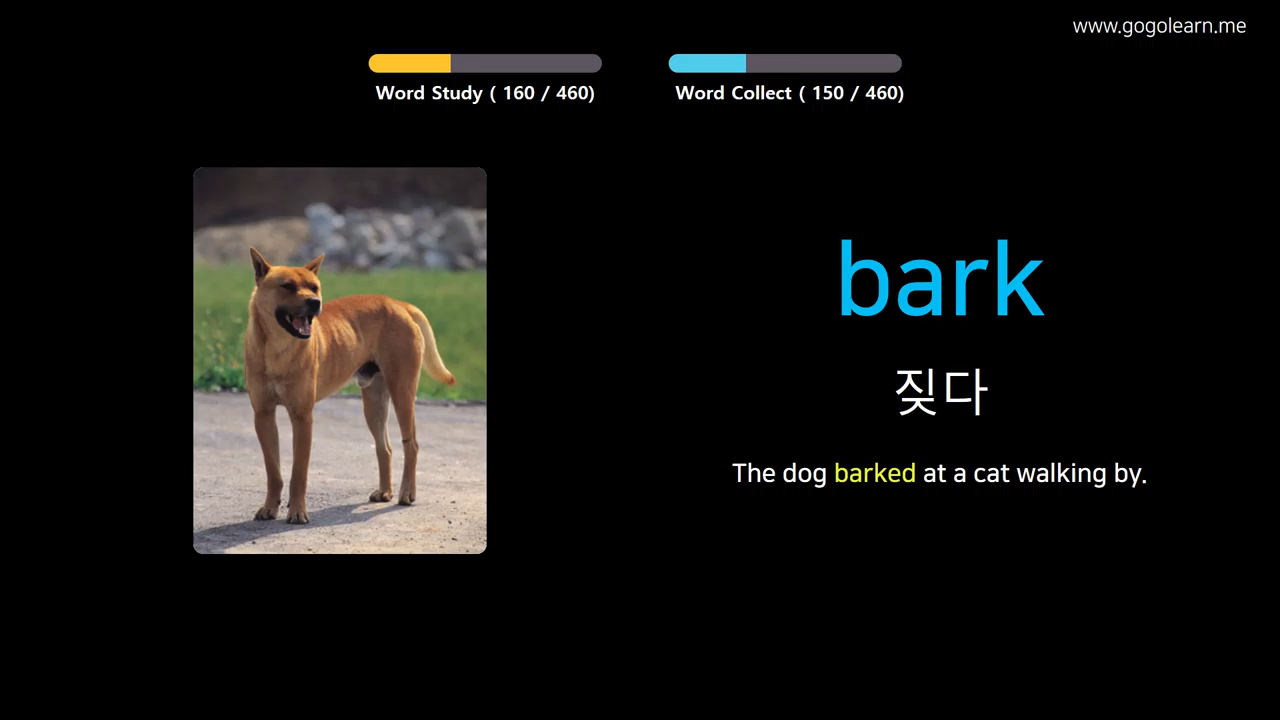 www.gogolearn.me
Word Study ( 160 / 460)
Word Collect ( 150 / 460)
bark
짖다
The dog barked at a cat walking by.